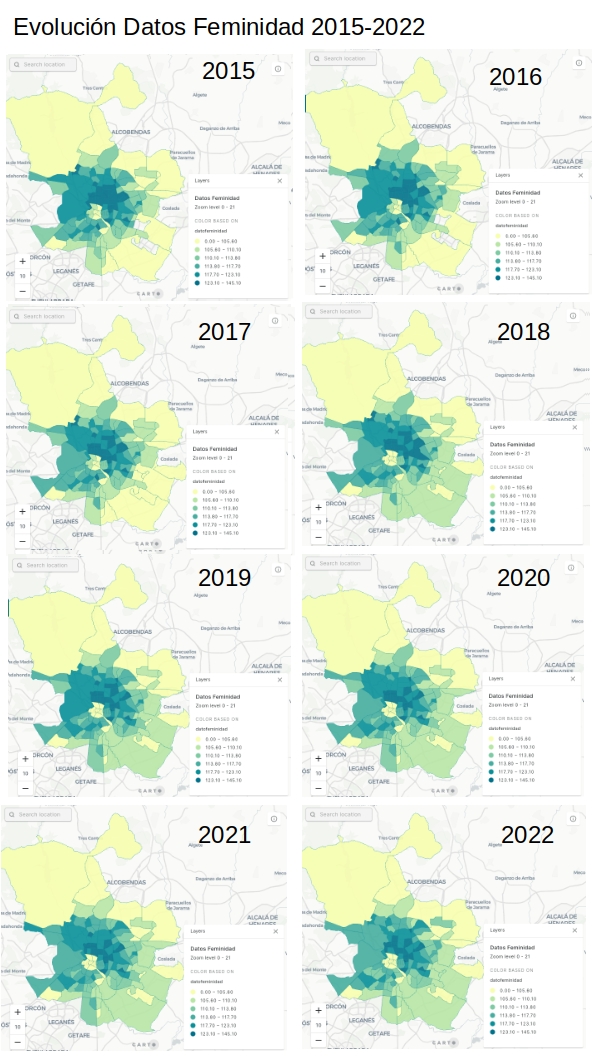 Evolución Datos Feminidad 2015-2022
2015
Search location
Tres Cantos
Algete
ALCOBENDAS
Daganzo de Arriba
Paracuellos
de Jarama
ALCALÁ DE
HENARES
Coslada
LEGANÉS
GETAFE
Layers
Datos Feminidad
Zoom level 0 - 21
COLOR BASED ON
datofeminidad
0.00 – 105.60
105.60 – 110.10
110.10 – 113.80
113.80 – 117.70
117.70 – 123.10
123.10 – 145.10
+
10
−
CARTO
2016
Search location
Algete
ALCOBENDAS
Daganzo de Arriba
Paracuellos
de Jarama
ALCALÁ DE
HENARES
LEGANÉS
GETAFE
Layers
Datos Feminidad
Zoom level 0 - 21
COLOR BASED ON
datofeminidad
0.00 – 105.60
105.60 – 110.10
110.10 – 113.80
113.80 – 117.70
117.70 – 123.10
123.10 – 145.10
+
10
−
CARTO
2017
Search location
Algete
ALCOBENDAS
Daganzo de Arriba
Paracuellos
de Jarama
ALCALÁ DE
HENARES
Coslada
LEGANÉS
GETAFE
Layers
Datos Feminidad
Zoom level 0 - 21
COLOR BASED ON
datofeminidad
0.00 – 105.60
105.60 – 110.10
110.10 – 113.80
113.80 – 117.70
117.70 – 123.10
123.10 – 145.10
+
10
−
CARTO
2018
Search location
Algete
ALCOBENDAS
Daganzo de Arriba
Paracuellos
de Jarama
ALCALÁ DE
HENARES
Coslada
LEGANÉS
GETAFE
Layers
Datos Feminidad
Zoom level 0 - 21
COLOR BASED ON
datofeminidad
0.00 – 105.60
105.60 – 110.10
110.10 – 113.80
113.80 – 117.70
117.70 – 123.10
123.10 – 145.10
+
10
−
CARTO
2019
Search location
Algete
ALCOBENDAS
Daganzo de Arriba
Paracuellos
de Jarama
ALCALÁ DE
HENARES
Coslada
LEGANÉS
GETAFE
Layers
Datos Feminidad
Zoom level 0 - 21
COLOR BASED ON
datofeminidad
0.00 – 105.60
105.60 – 110.10
110.10 – 113.80
113.80 – 117.70
117.70 – 123.10
123.10 – 145.10
+
10
−
CARTO
2020
Search location
Algete
ALCOBENDAS
Daganzo de Arriba
Paracuellos
de Jarama
ALCALÁ DE
HENARES
Coslada
LEGANÉS
GETAFE
Layers
Datos Feminidad
Zoom level 0 - 21
COLOR BASED ON
datofeminidad
0.00 – 105.60
105.60 – 110.10
110.10 – 113.80
113.80 – 117.70
117.70 – 123.10
123.10 – 145.10
+
10
−
CARTO
2021
Search location
Algete
ALCOBENDAS
Daganzo de Arriba
Paracuellos
de Jarama
ALCALÁ DE
HENARES
Coslada
LEGANÉS
GETAFE
Layers
Datos Feminidad
Zoom level 0 - 21
COLOR BASED ON
datofeminidad
0.00 – 105.60
105.60 – 110.10
110.10 – 113.80
113.80 – 117.70
117.70 – 123.10
123.10 – 145.10
+
10
−
CARTO
2022
Search location
Algete
ALCOBENDAS
Daganzo de Arriba
Paracuellos
de Jarama
ALCALÁ DE
HENARES
Coslada
LEGANÉS
GETAFE
Layers
Datos Feminidad
Zoom level 0 - 21
COLOR BASED ON
datofeminidad
0.00 – 105.60
105.60 – 110.10
110.10 – 113.80
113.80 – 117.70
117.70 – 123.10
123.10 – 145.10
+
10
−
CARTO